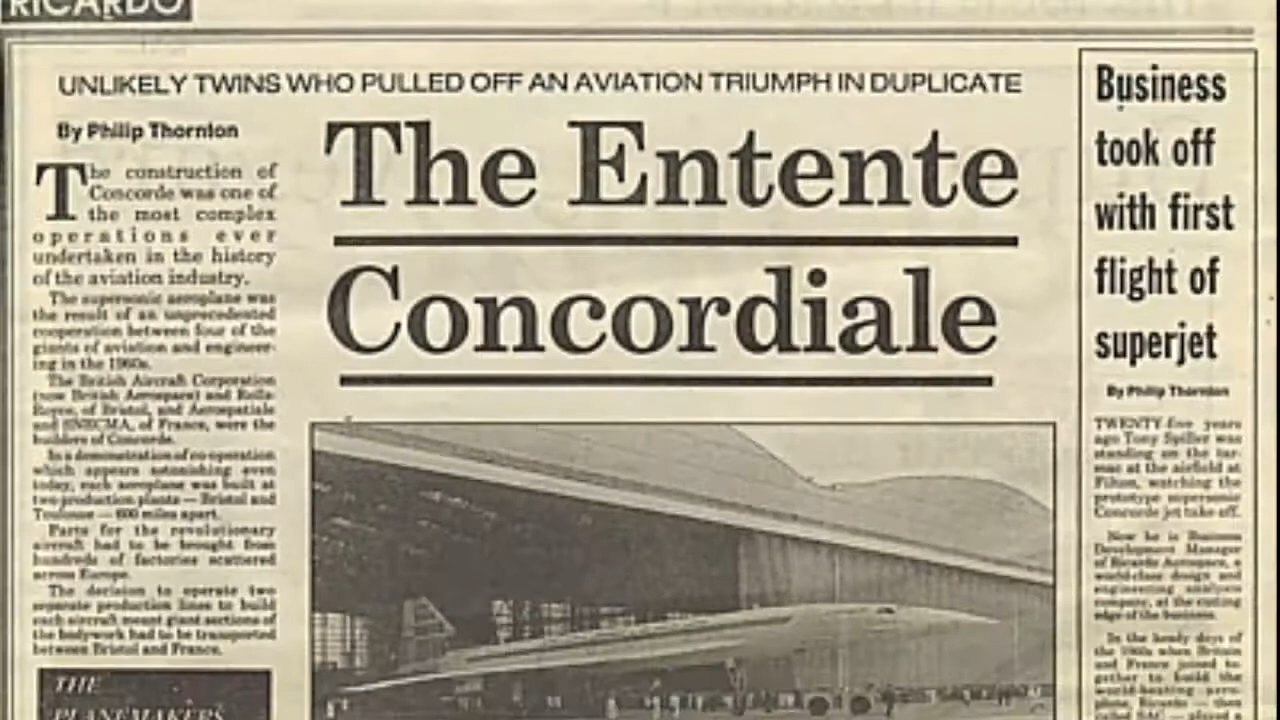 RICARDO
UNLIKELY TWINS WHO PULLED OFF AN AVIATION TRIUMPH IN DUPLICATE
By Philip Thornton
The construction of
Concorde was one of
the most complex
operations ever
undertaken in the history
of the aviation industry.
The supersonic aeroplane was
the result of an unprecedented
cooperation between four of the
giants of aviation and engineer-
ing in the 1960s.
The British Aircraft Corporation
(now British Aerospace) and Rolls-
Royce, of Bristol, and Aerospatiale
and SNECMA, of France, were the
builders of Concorde.
In a demonstration of co-operation
which appears astonishing even
today, each aeroplane was built at
two production plants — Bristol and
Toulouse — 600 miles apart.
Parts for the revolutionary
aircraft had to be brought from
hundreds of factories scattered
across Europe.
The decision to operate two
separate production lines to build
each aircraft meant giant sections of
the bodywork had to be transported
between Bristol and France.
THE
PLANEMAKERS
The Entente
Concordiale
Business
took off
with first
flight of
superjet
By Philip Thornton
TWENTY-five years
ago Tony Spiller was
standing on the tar-
mac at the airfield at
Filton, watching the
prototype supersonic
Concorde jet take off.
Now he is Business
Development Manager
of Ricardo Aerospace, a
world-class design and
engineering analysis
company, at the cutting
edge of the business.
In the heady days of
the 1960s when Britain
and France joined to-
gether to build the
world-beating aero-
plane, Ricardo — then